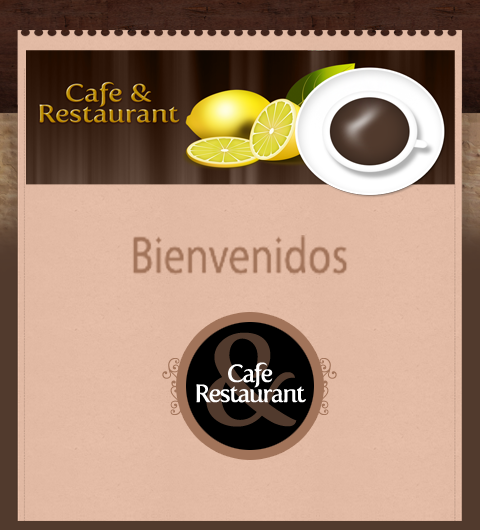 Cafe &
Restaurant
Bienvenidos
&
Cafe
Restaurant